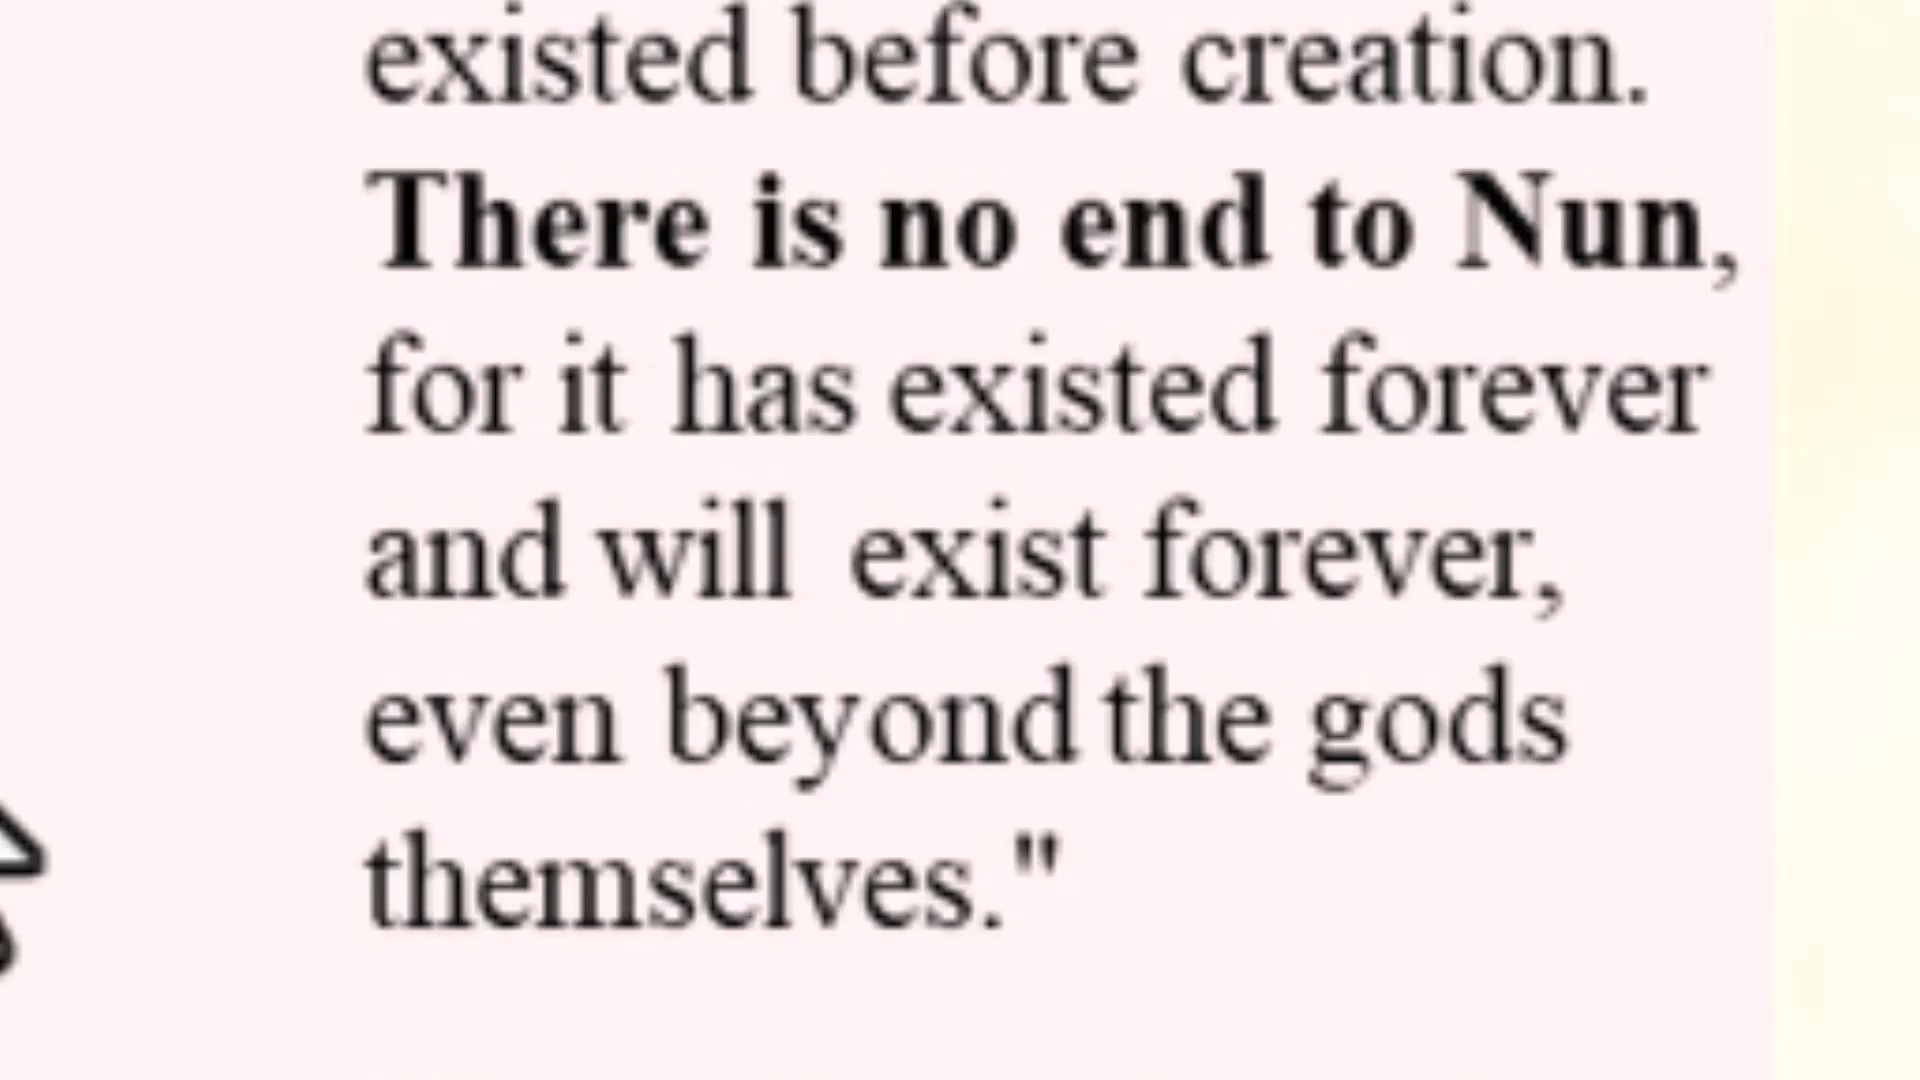 existed before creation.
There is no end to Nun,
for it has existed forever
and will exist forever,
even beyond the gods
themselves."